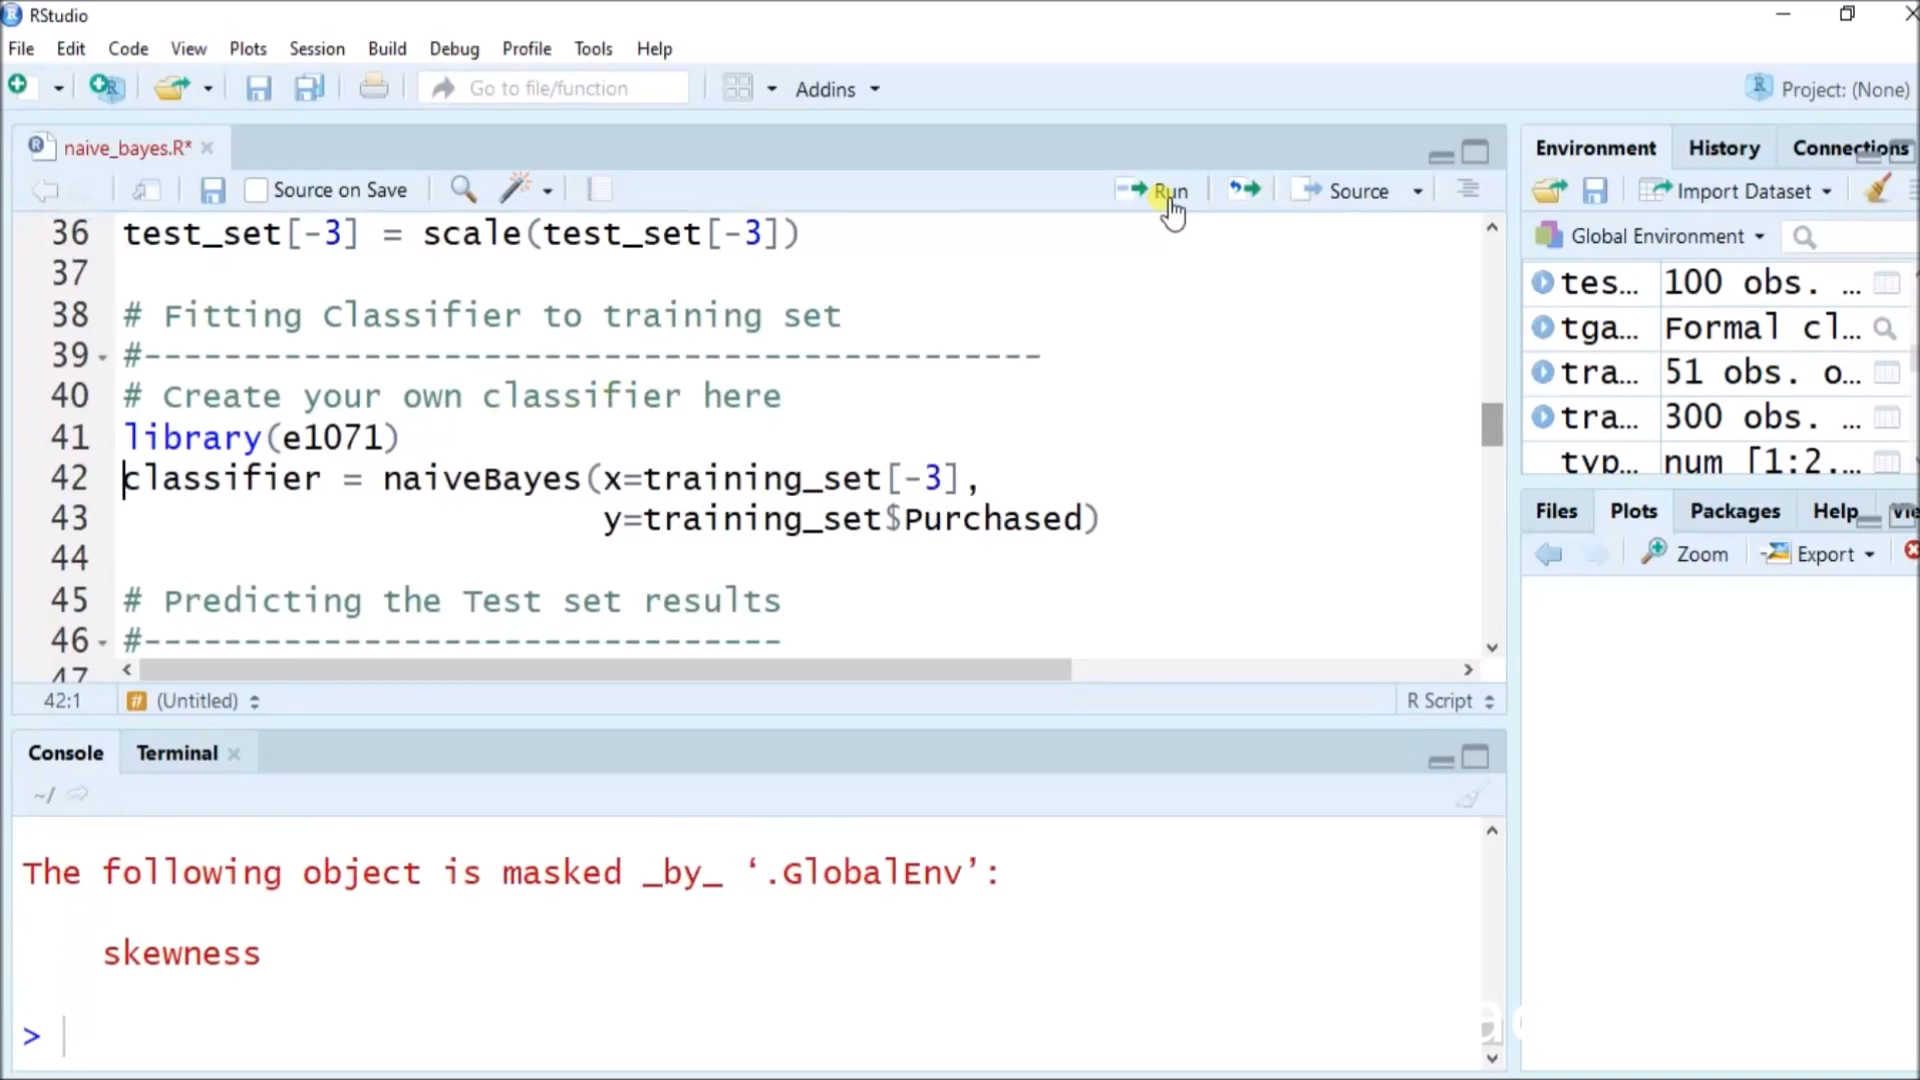 RStudio
File Edit Code View Plots Session Build Debug Profile Tools Help
Go to file/function
Addins
Project: (None)
naive_bayes.R*
Source on Save
Run
Source
36 test_set[-3] = scale(test_set[-3])
37
38 # Fitting Classifier to training set
39 #---------------------------------------------
40 # Create your own classifier here
41 library(e1071)
42 classifier = naiveBayes(x=training_set[-3],
43 y=training_set$Purchased)
44
45 # Predicting the Test set results
46 #--------------------------------
47
42:1
(Untitled)
R Script
Console Terminal
~/
The following object is masked _by_ ‘.GlobalEnv’:
skewness
>
Environment History Connections
Import Dataset
Global Environment
tes... 100 obs. ...
tga... Formal cl...
tra... 51 obs. o...
tra... 300 obs. ...
typ... num [1:2...
Files Plots Packages Help
Zoom Export